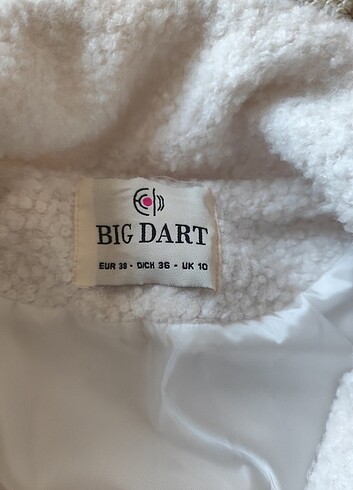 BIG DART
EUR 38 - D/CH 36 - UK 10